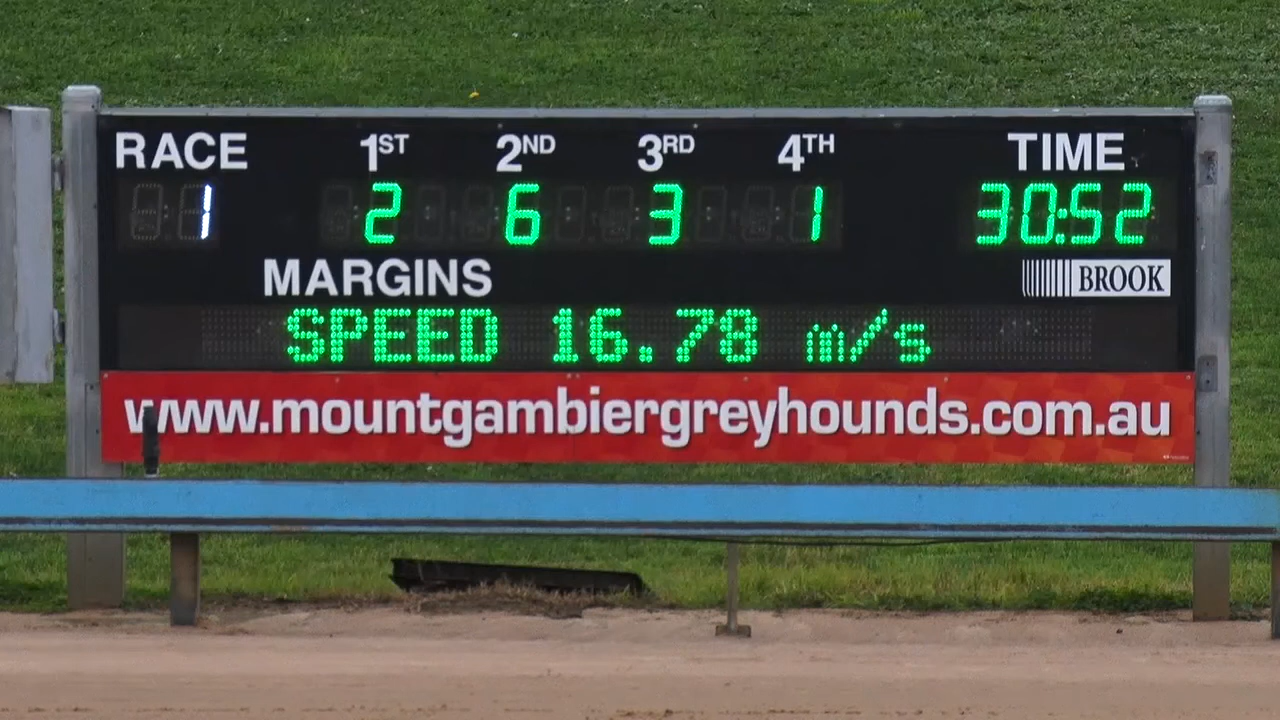 RACE 1ST 2ND 3RD 4TH TIME
1 2 6 3 1 30:52
MARGINS BROOK
SPEED 16.78 m/s
www.mountgambiergreyhounds.com.au